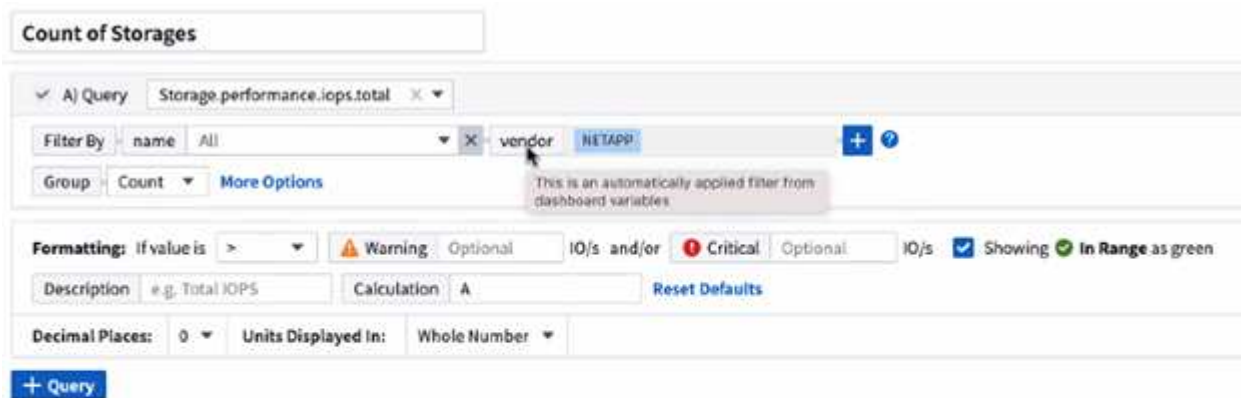 Count of Storages
A) Query Storage.performance.iops.total
Filter By name All vendor NETAPP
Group Count More Options
This is an automatically applied filter from
dashboard variables
Formatting: If value is > Warning Optional IO/s and/or Critical Optional IO/s Showing In Range as green
Description e.g. Total IOPS Calculation A Reset Defaults
Decimal Places: 0 Units Displayed In: Whole Number
+ Query